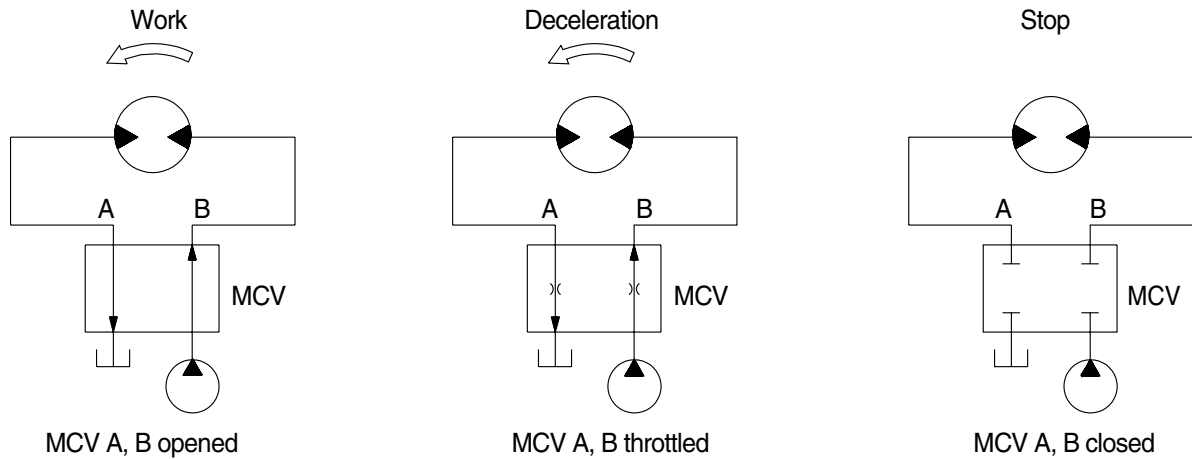 Work
Deceleration
Stop
A B
A B
A B
MCV
MCV
MCV
MCV A, B opened
MCV A, B throttled
MCV A, B closed